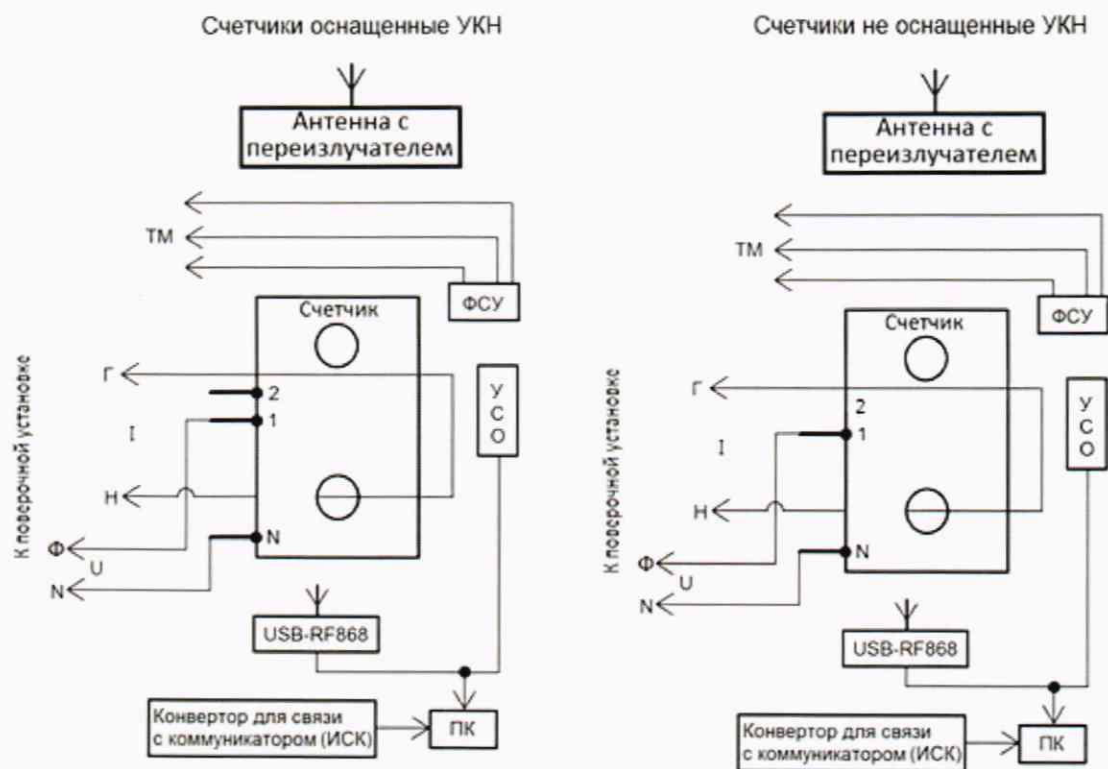 Счетчики оснащенные УКН
Антенна с
переизлучателем
ТМ
ФСУ
Счетчик
К поверочной установке
Г
2
1
I
УСО
Н
N
Ф
U
N
USB-RF868
Конвертор для связи
с коммуникатором (ИСК)
ПК
Счетчики не оснащенные УКН
Антенна с
переизлучателем
ТМ
ФСУ
Счетчик
К поверочной установке
Г
2
1
I
УСО
Н
N
Ф
U
N
USB-RF868
Конвертор для связи
с коммуникатором (ИСК)
ПК